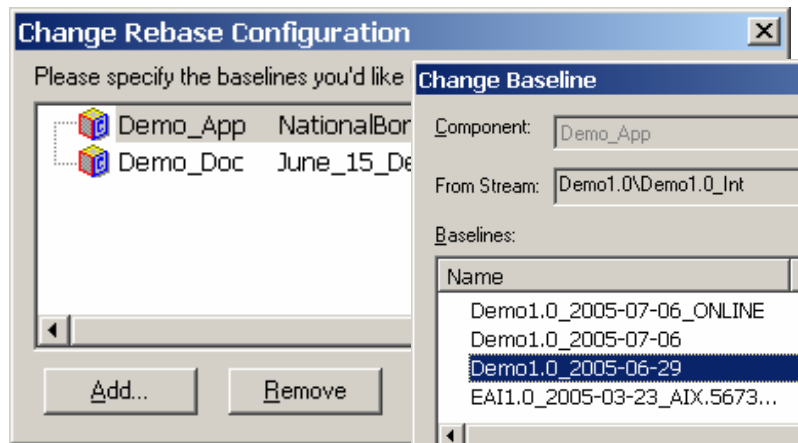 Change Rebase Configuration
Please specify the baselines you'd like
Demo_App NationalBor
Demo_Doc June_15_De
Add...
Remove
Change Baseline
Component: Demo_App
From Stream: Demo1.0\Demo1.0_Int
Baselines:
Name
Demo1.0_2005-07-06_ONLINE
Demo1.0_2005-07-06
Demo1.0_2005-06-29
EAI1.0_2005-03-23_AIX.5673...